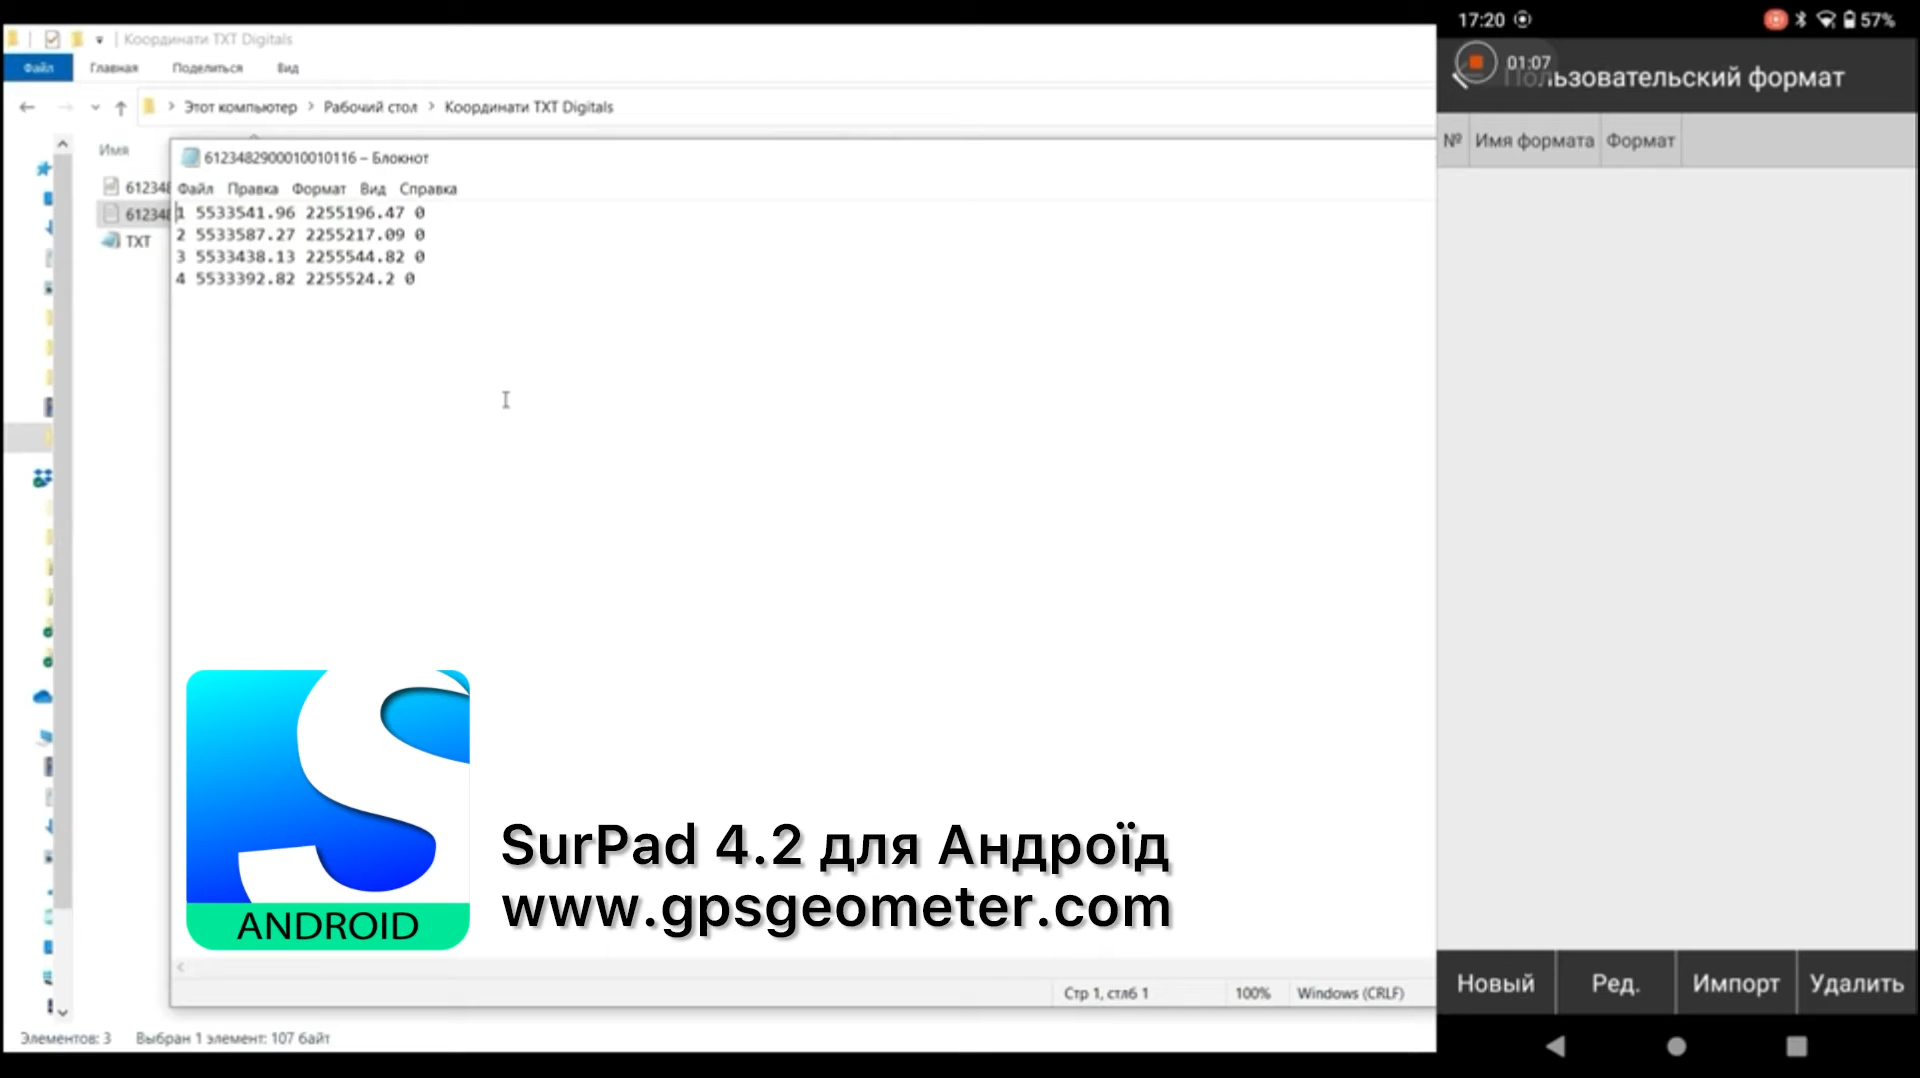 Координати TXT Digitals
Файл Главная Поделиться Вид
Этот компьютер > Рабочий стол > Координати TXT Digitals
Имя
612348
612348
TXT
6123482900010010116 – Блокнот
Файл Правка Формат Вид Справка
1 5533541.96 2255196.47 0
2 5533587.27 2255217.09 0
3 5533438.13 2255544.82 0
4 5533392.82 2255524.2 0
ANDROID
SurPad 4.2 для Андроїд
www.gpsgeometer.com
Стр 1, стлб 1 100% Windows (CRLF)
Элементов: 3 Выбран 1 элемент: 107 байт
17:20 57%
01:07
Пользовательский формат
№ Имя формата Формат
Новый Ред. Импорт Удалить